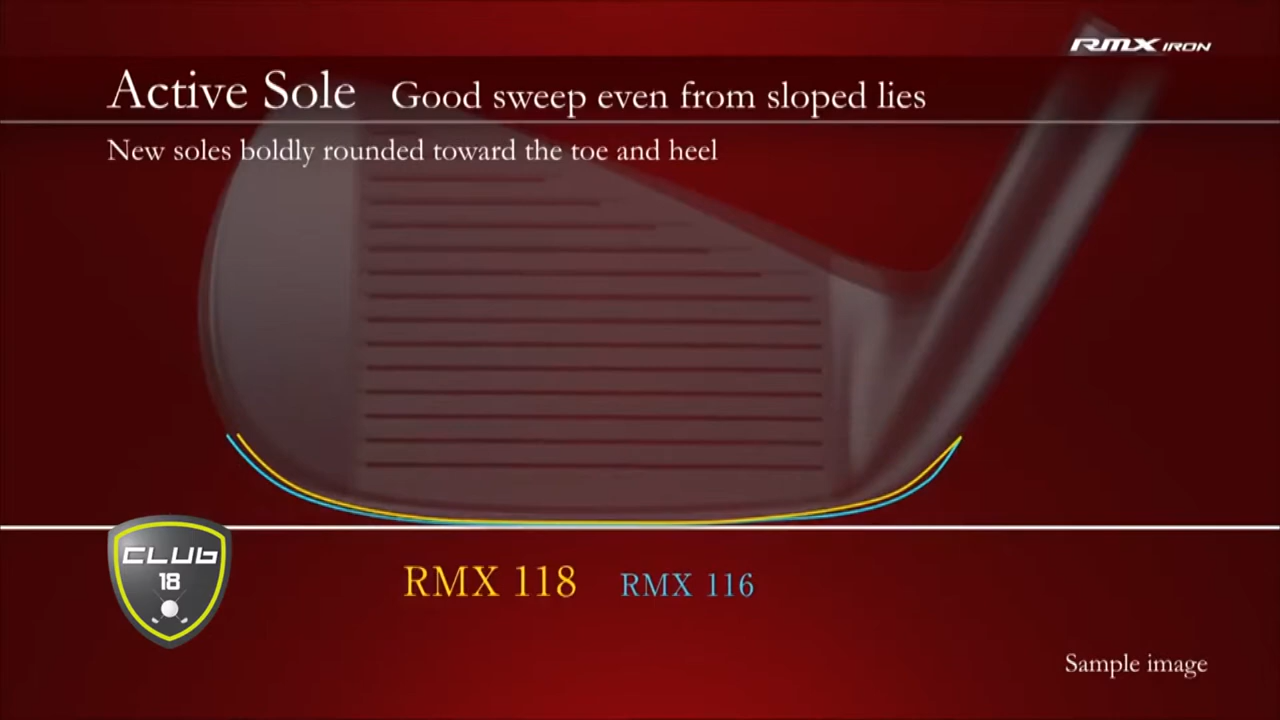 RMX IRON
Active Sole Good sweep even from sloped lies
New soles boldly rounded toward the toe and heel
CLUb
18
RMX 118 RMX 116
Sample image